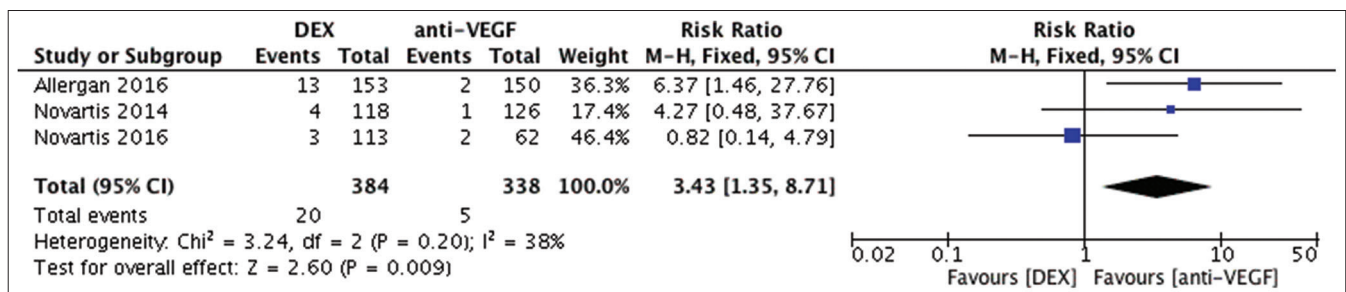 DEX anti-VEGF Risk Ratio Risk Ratio
Study or Subgroup Events Total Events Total Weight M-H, Fixed, 95% CI M-H, Fixed, 95% CI
Allergan 2016 13 153 2 150 36.3% 6.37 [1.46, 27.76]
Novartis 2014 4 118 1 126 17.4% 4.27 [0.48, 37.67]
Novartis 2016 3 113 2 62 46.4% 0.82 [0.14, 4.79]
Total (95% CI) 384 338 100.0% 3.43 [1.35, 8.71]
Total events 20 5
Heterogeneity: Chi² = 3.24, df = 2 (P = 0.20); I² = 38%
Test for overall effect: Z = 2.60 (P = 0.009)
0.02 0.1 1 10 50
Favours [DEX] Favours [anti-VEGF]